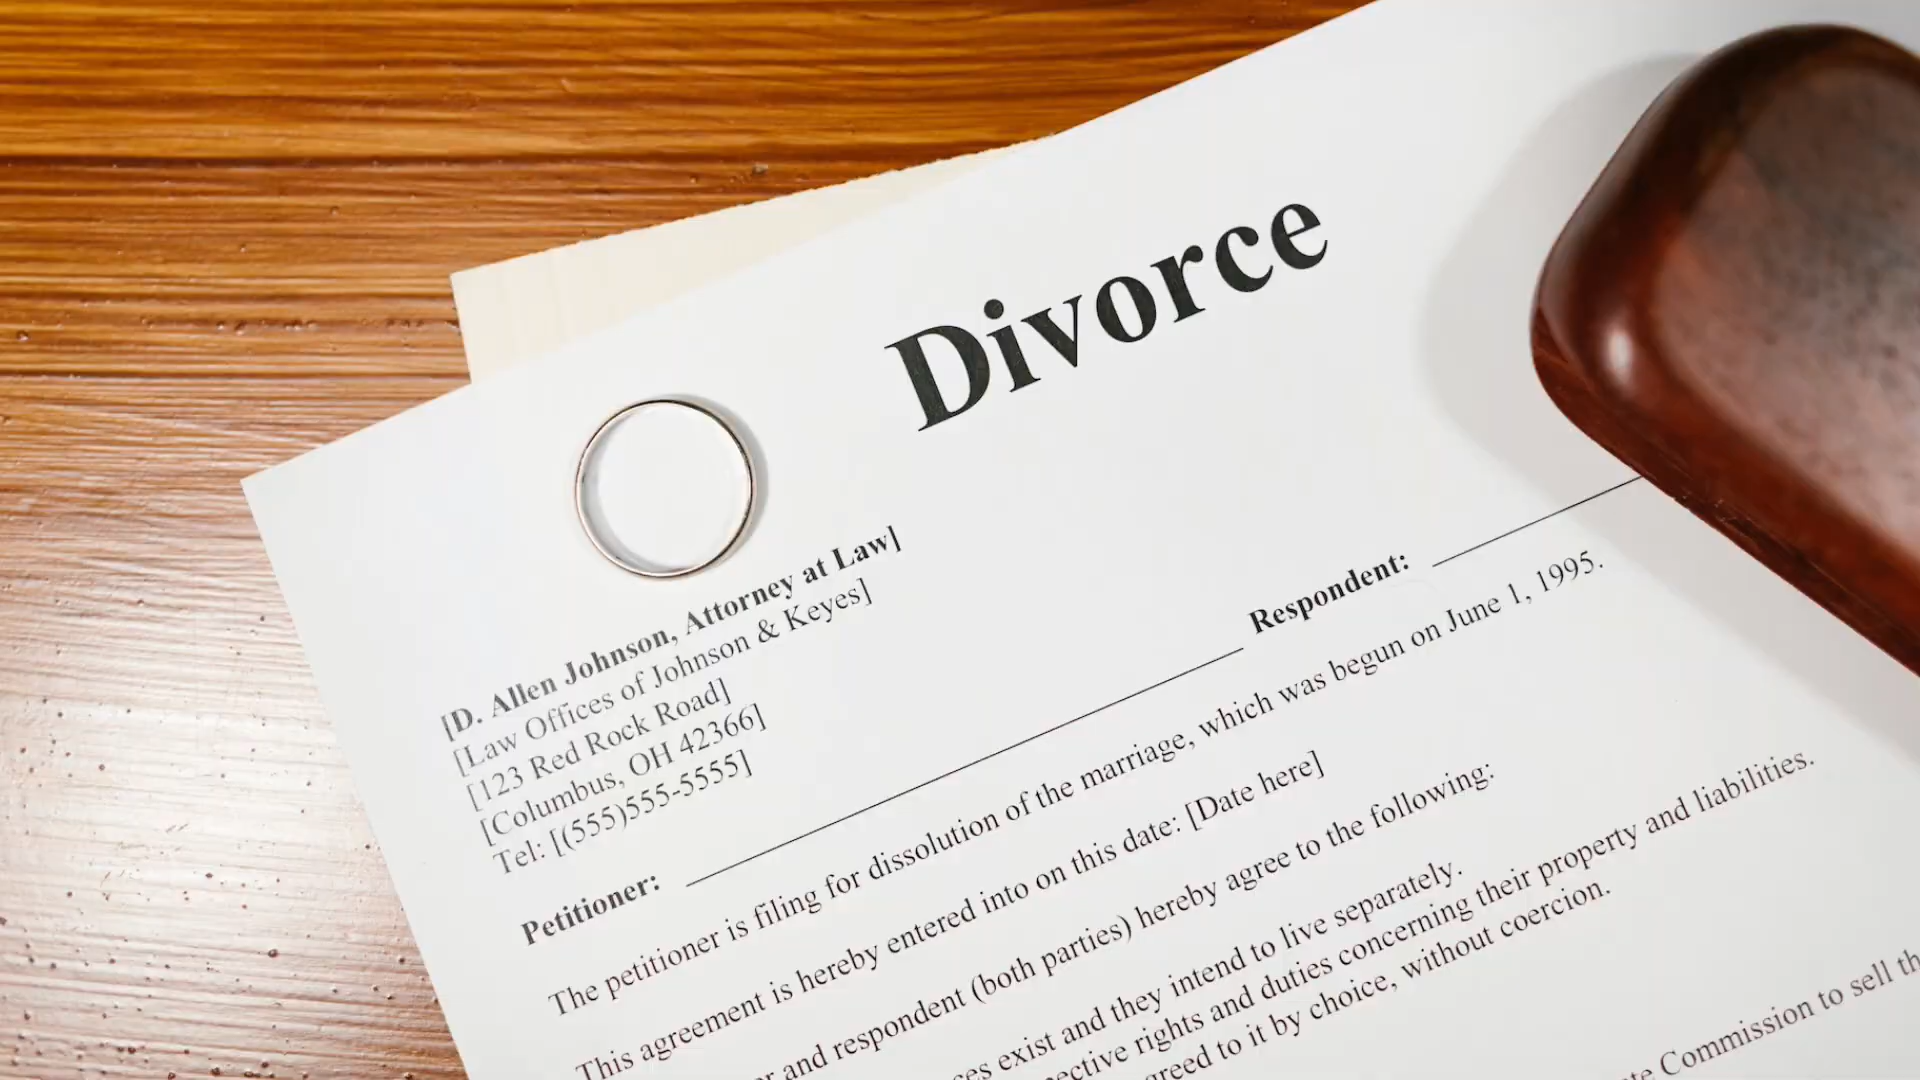 Divorce
[D. Allen Johnson, Attorney at Law]
[Law Offices of Johnson & Keyes]
[123 Red Rock Road]
[Columbus, OH 42366]
Tel: [(555)555-5555]
Petitioner: Respondent:
The petitioner is filing for dissolution of the marriage, which was begun on June 1, 1995.
This agreement is hereby entered into on this date: [Date here]
and respondent (both parties) hereby agree to the following:
exist and they intend to live separately.
rights and duties concerning their property and liabilities.
to it by choice, without coercion.
Commission to sell